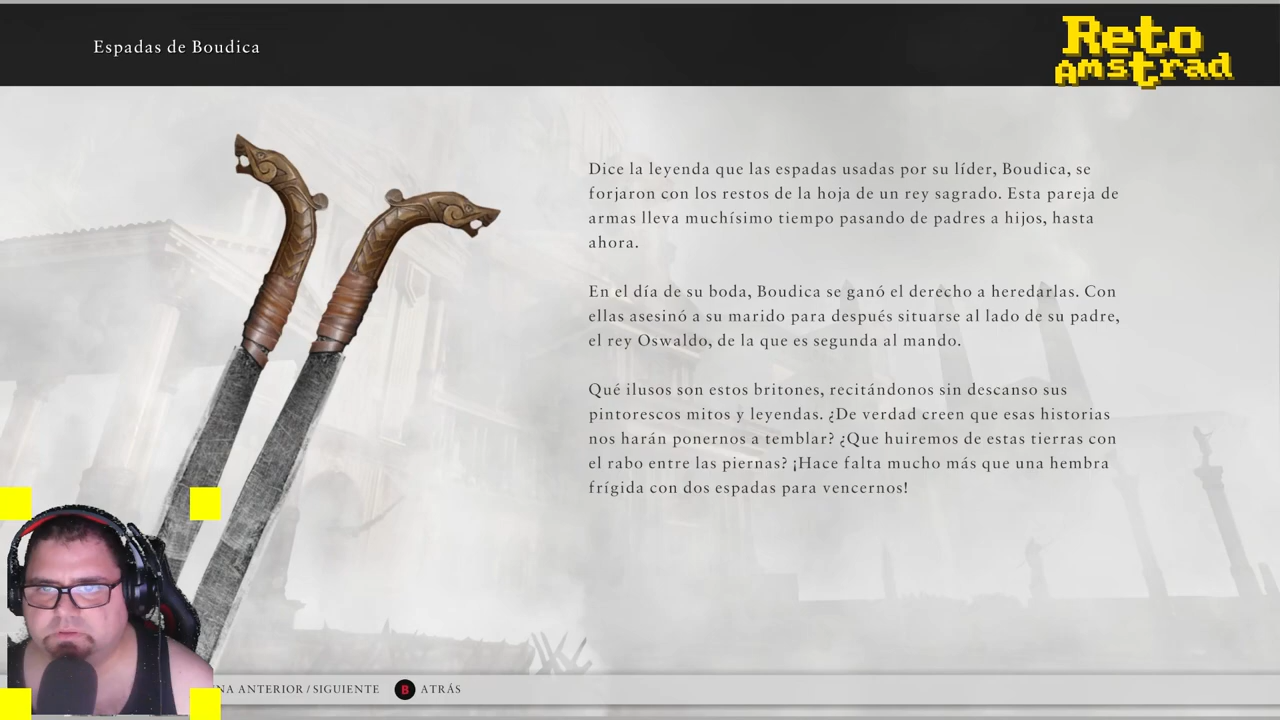 Espadas de Boudica
Reto
Amstrad
Dice la leyenda que las espadas usadas por su líder, Boudica, se
forjaron con los restos de la hoja de un rey sagrado. Esta pareja de
armas lleva muchísimo tiempo pasando de padres a hijos, hasta
ahora.
En el día de su boda, Boudica se ganó el derecho a heredarlas. Con
ellas asesinó a su marido para después situarse al lado de su padre,
el rey Oswaldo, de la que es segunda al mando.
Qué ilusos son estos britones, recitándonos sin descanso sus
pintorescos mitos y leyendas. ¿De verdad creen que esas historias
nos harán ponernos a temblar? ¿Que huiremos de estas tierras con
el rabo entre las piernas? ¡Hace falta mucho más que una hembra
frígida con dos espadas para vencernos!
NA ANTERIOR / SIGUIENTE B ATRÁS